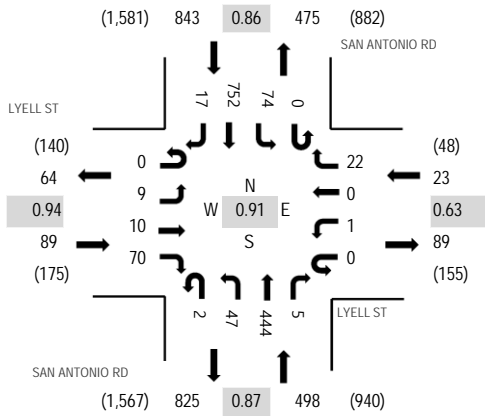 (1,581) 843 0.86 475 (882)
SAN ANTONIO RD
LYELL ST
17 752 74 0
(140) (48)
64 0 22 23
0.94 9 N 0 0.63
W 0.91 E
10 S 1
89 70 0 89
(175) (155)
2 47 444 5
LYELL ST
SAN ANTONIO RD
(1,567) 825 0.87 498 (940)